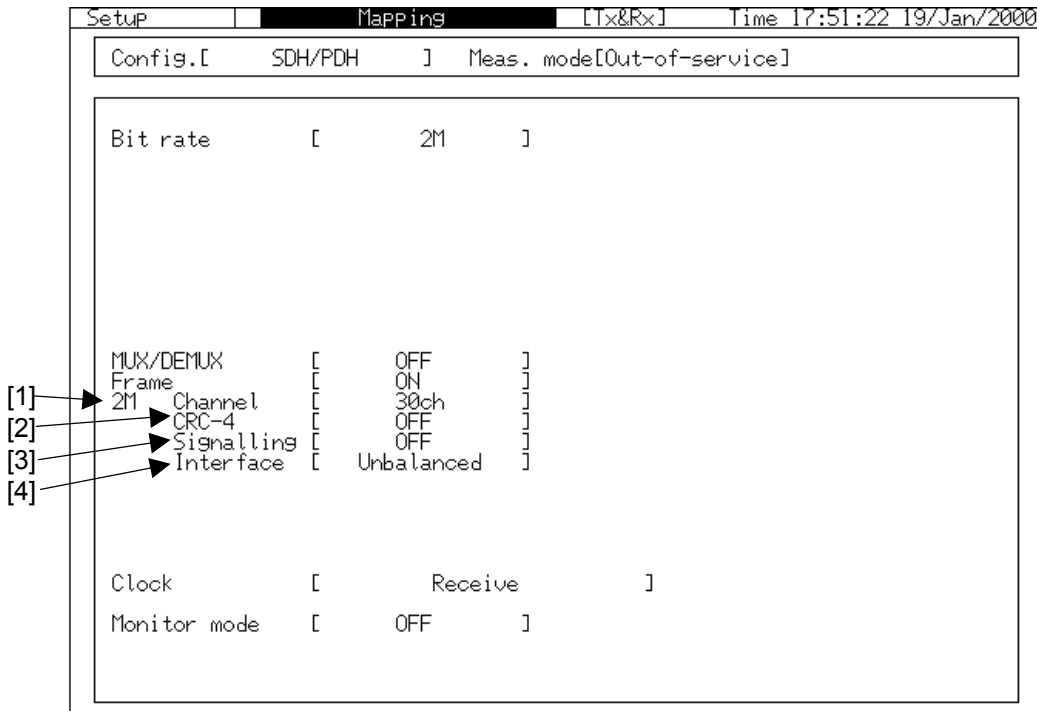 Setup Mapping [Tx&Rx] Time 17:51:22 19/Jan/2000
Config.[ SDH/PDH ] Meas. mode[Out-of-service]
Bit rate [ 2M ]
MUX/DEMUX [ OFF ]
Frame [ ON ]
[1] 2M Channel [ 30ch ]
[2] CRC-4 [ OFF ]
[3] Signalling [ OFF ]
[4] Interface [ Unbalanced ]
Clock [ Receive ]
Monitor mode [ OFF ]